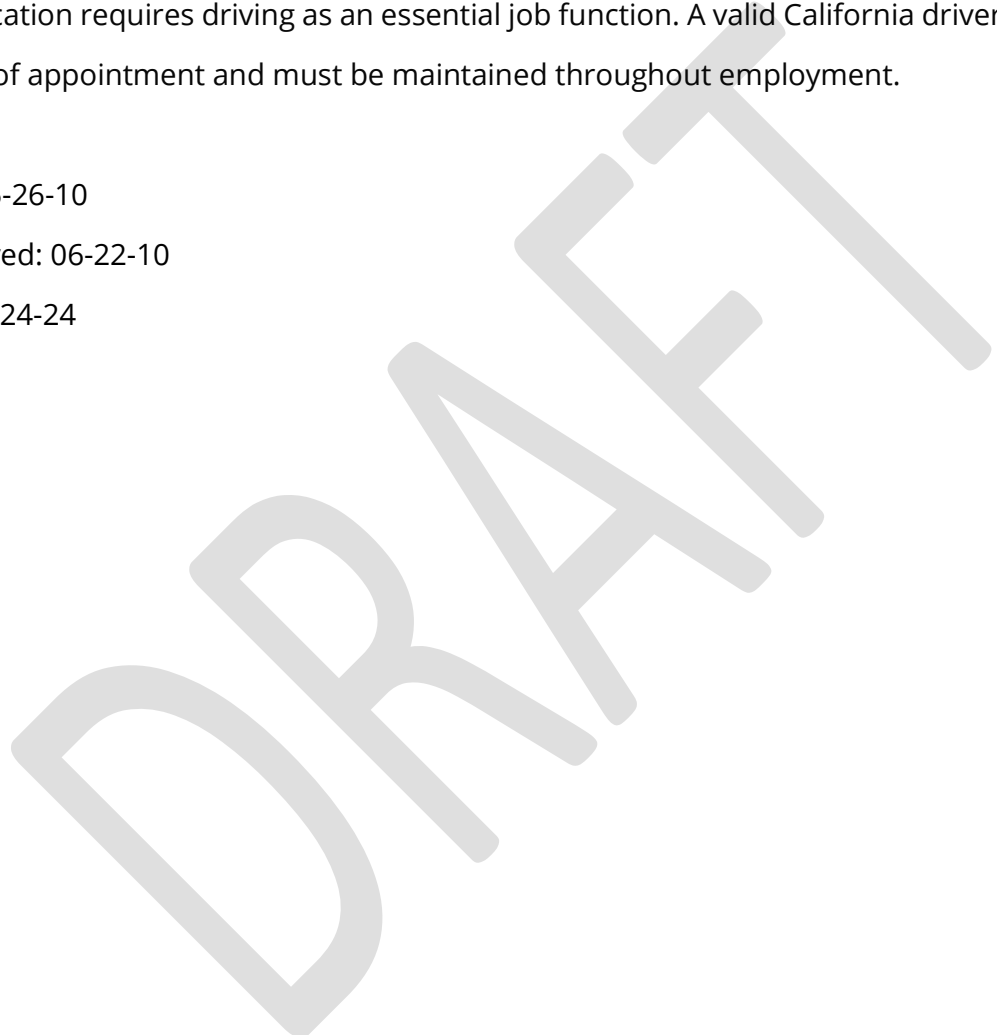 cation requires driving as an essential job function. A valid California driver
of appointment and must be maintained throughout employment.
-26-10
ed: 06-22-10
24-24
DRAFT